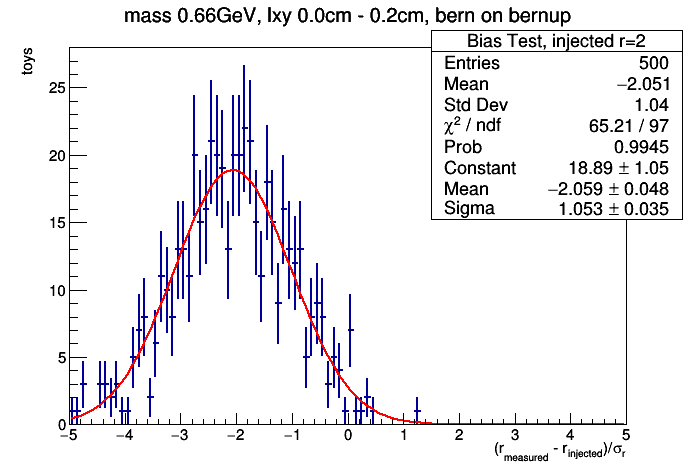 mass 0.66GeV, lxy 0.0cm - 0.2cm, bern on bernup
toys
Bias Test, injected r=2
Entries 500
Mean −2.051
Std Dev 1.04
χ² / ndf 65.21 / 97
Prob 0.9945
Constant 18.89 ± 1.05
Mean −2.059 ± 0.048
Sigma 1.053 ± 0.035
25
20
15
10
5
0
−5 −4 −3 −2 −1 0 1 2 3 4 5
(r_measured - r_injected)/σ_r